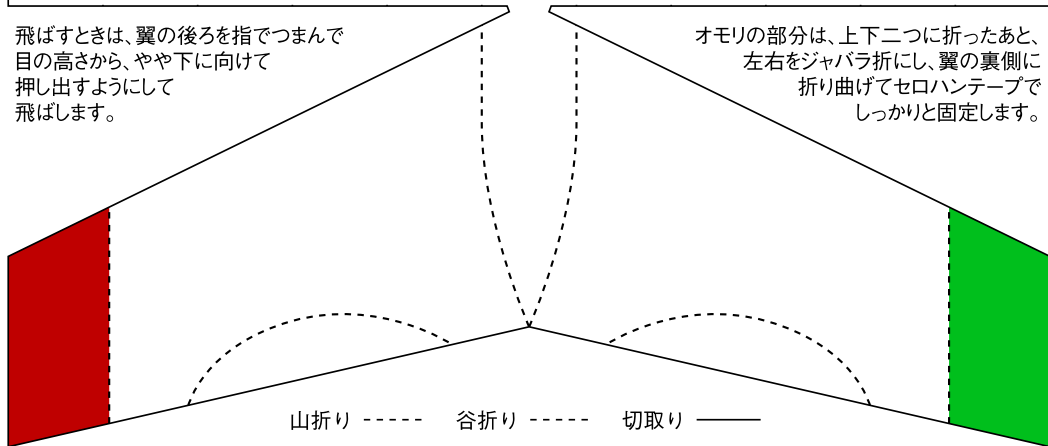 飛ばすときは、翼の後ろを指でつまんで
目の高さから、やや下に向けて
押し出すようにして
飛ばします。
オモリの部分は、上下二つに折ったあと、
左右をジャバラ折にし、翼の裏側に
折り曲げてセロハンテープで
しっかりと固定します。
山折り 谷折り 切取り